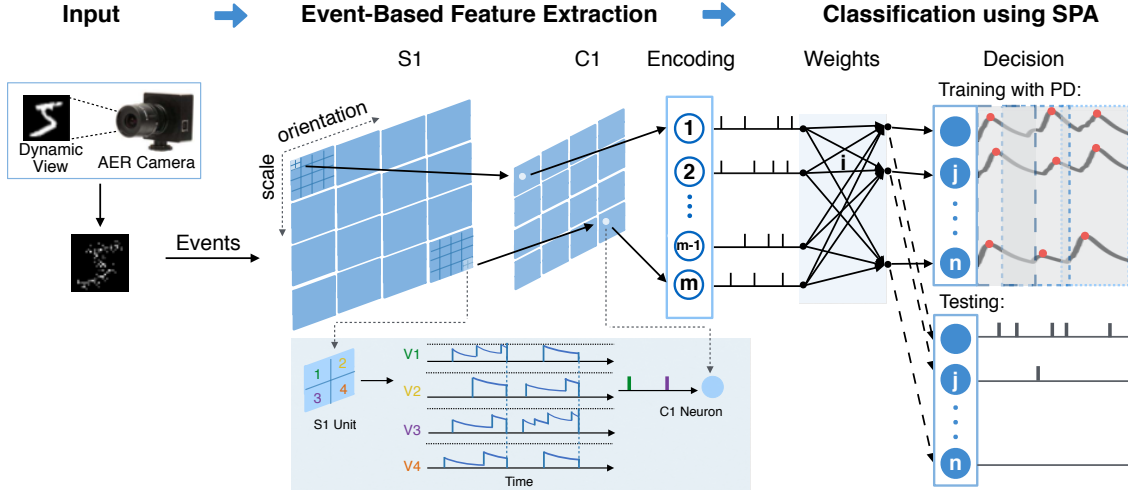 Input
Event-Based Feature Extraction
Classification using SPA
S1
C1
Encoding
Weights
Decision
Training with PD:
orientation
scale
Dynamic
View
AER Camera
Events
1
2
m-1
m
i
j
n
Testing:
j
n
1 2
3 4
S1 Unit
V1
V2
V3
V4
Time
C1 Neuron